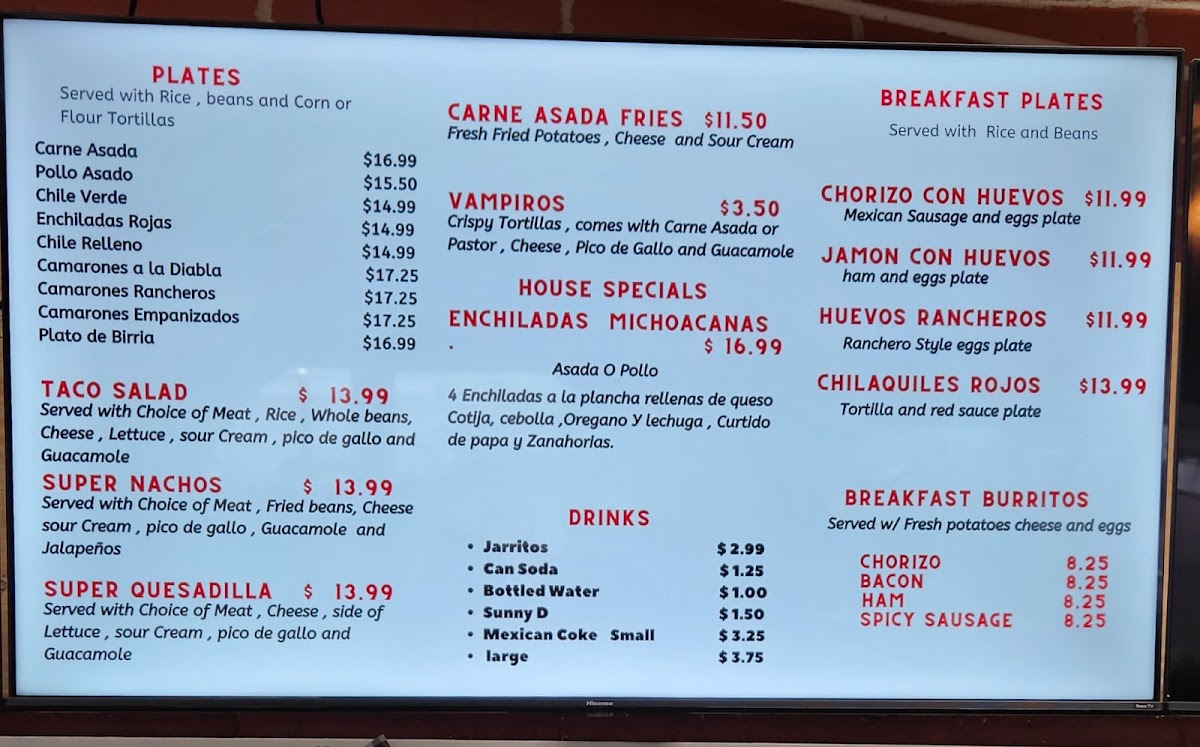 PLATES
Served with Rice , beans and Corn or
Flour Tortillas
Carne Asada $16.99
Pollo Asado $15.50
Chile Verde $14.99
Enchiladas Rojas $14.99
Chile Relleno $14.99
Camarones a la Diabla $17.25
Camarones Rancheros $17.25
Camarones Empanizados $17.25
Plato de Birria $16.99
TACO SALAD $ 13.99
Served with Choice of Meat , Rice , Whole beans,
Cheese , Lettuce , sour Cream , pico de gallo and
Guacamole
SUPER NACHOS $ 13.99
Served with Choice of Meat , Fried beans, Cheese
sour Cream , pico de gallo , Guacamole and
Jalapeños
SUPER QUESADILLA $ 13.99
Served with Choice of Meat , Cheese , side of
Lettuce , sour Cream , pico de gallo and
Guacamole
CARNE ASADA FRIES $11.50
Fresh Fried Potatoes , Cheese and Sour Cream
VAMPIROS $3.50
Crispy Tortillas , comes with Carne Asada or
Pastor , Cheese , Pico de Gallo and Guacamole
HOUSE SPECIALS
ENCHILADAS MICHOACANAS
. $ 16.99
Asada O Pollo
4 Enchiladas a la plancha rellenas de queso
Cotija, cebolla ,Oregano Y lechuga , Curtido
de papa y Zanahorias.
DRINKS
• Jarritos $ 2.99
• Can Soda $ 1.25
• Bottled Water $ 1.00
• Sunny D $ 1.50
• Mexican Coke Small $ 3.25
• large $ 3.75
BREAKFAST PLATES
Served with Rice and Beans
CHORIZO CON HUEVOS $11.99
Mexican Sausage and eggs plate
JAMON CON HUEVOS $11.99
ham and eggs plate
HUEVOS RANCHEROS $11.99
Ranchero Style eggs plate
CHILAQUILES ROJOS $13.99
Tortilla and red sauce plate
BREAKFAST BURRITOS
Served w/ Fresh potatoes cheese and eggs
CHORIZO 8.25
BACON 8.25
HAM 8.25
SPICY SAUSAGE 8.25
Hisense
Roku TV